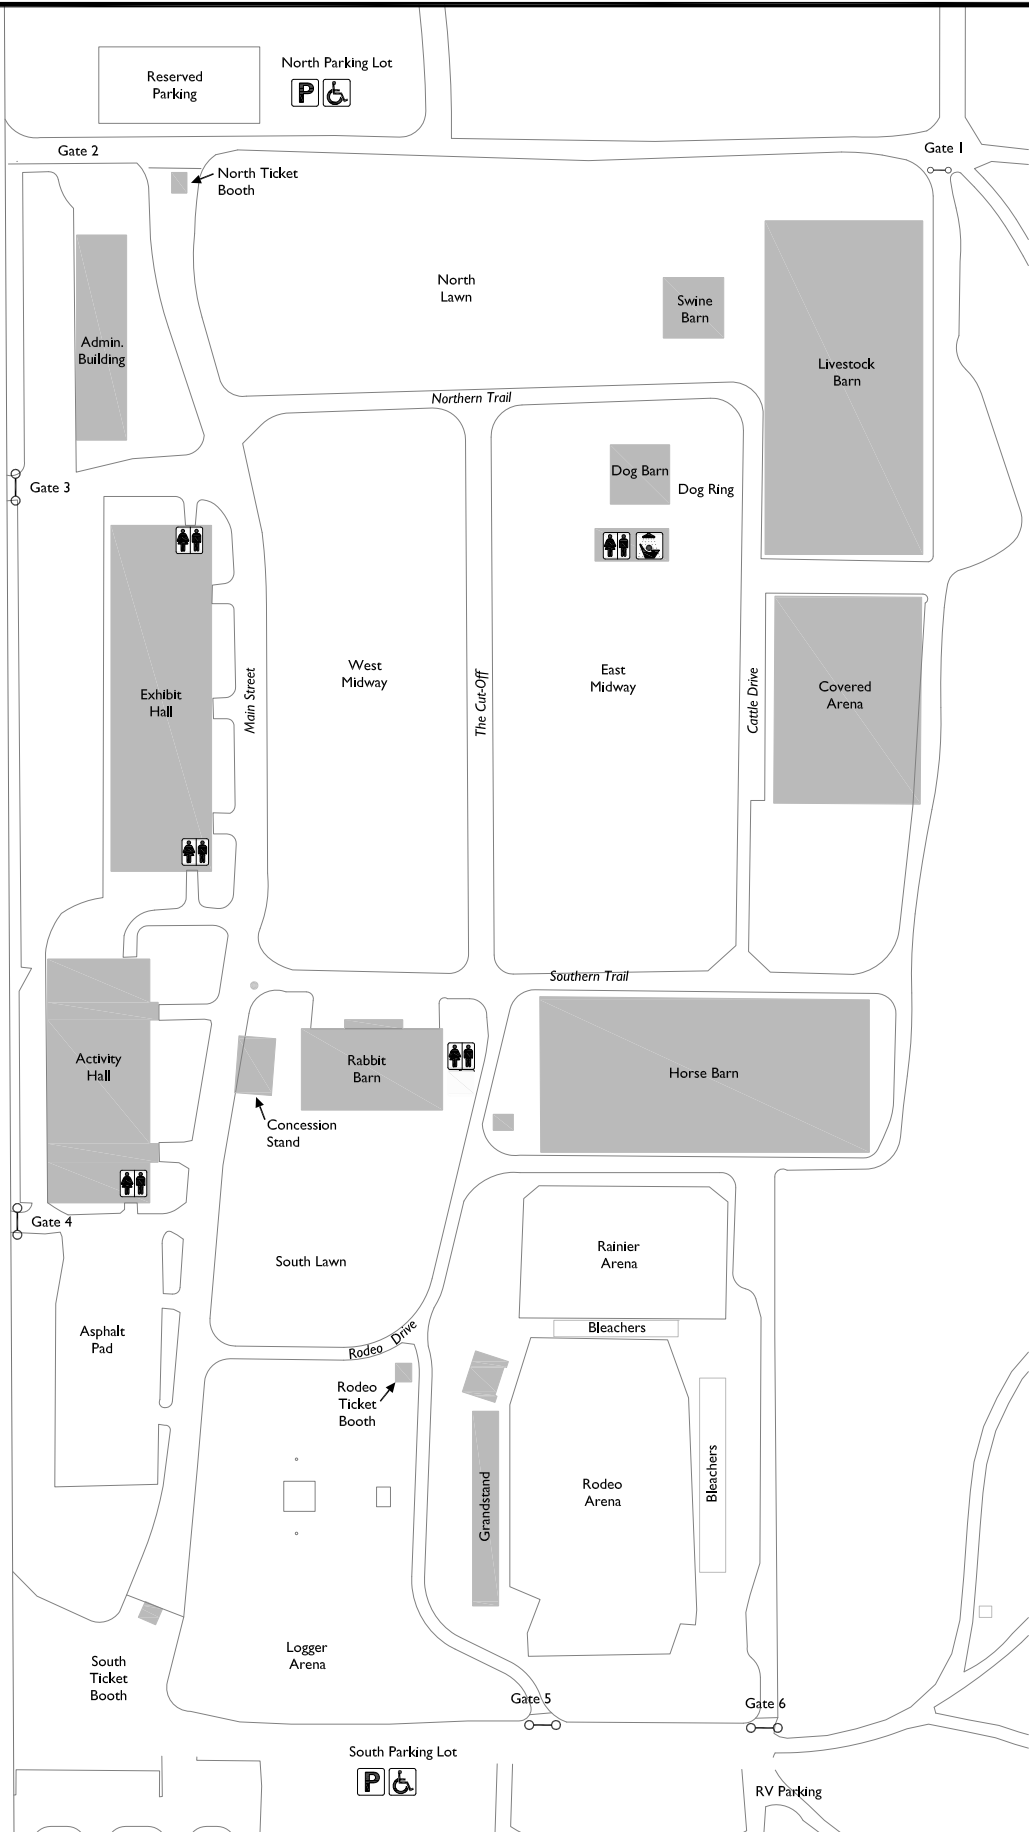 North Parking Lot
Reserved
Parking
P
Gate 2
Gate 1
North Ticket
Booth
North
Lawn
Swine
Barn
Admin.
Building
Livestock
Barn
Northern Trail
Dog Barn
Dog Ring
Gate 3
West
Midway
East
Midway
Exhibit
Hall
Main Street
The Cut-Off
Cattle Drive
Covered
Arena
Southern Trail
Activity
Hall
Rabbit
Barn
Horse Barn
Concession
Stand
Gate 4
South Lawn
Rainier
Arena
Bleachers
Asphalt
Pad
Rodeo Drive
Rodeo
Ticket
Booth
Grandstand
Rodeo
Arena
Bleachers
South
Ticket
Booth
Logger
Arena
Gate 5
Gate 6
South Parking Lot
P
RV Parking